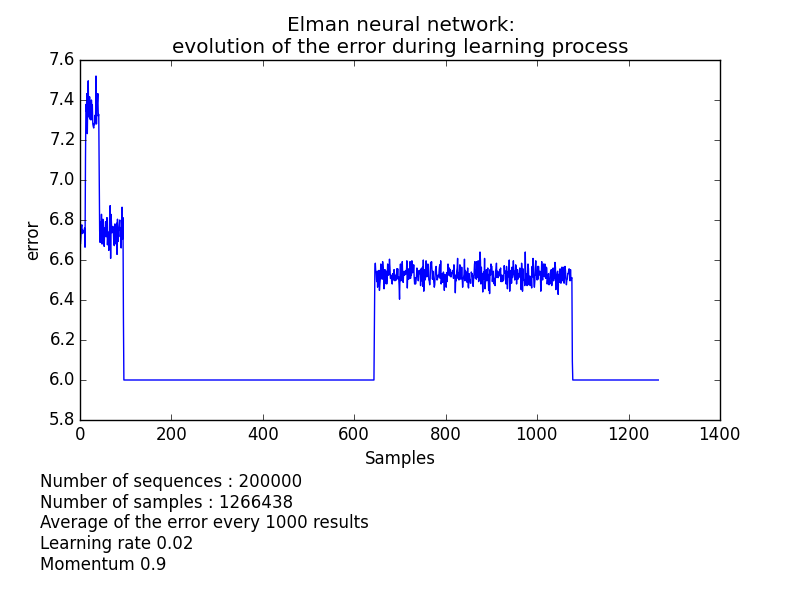 Elman neural network:
evolution of the error during learning process
7.6
7.4
7.2
7.0
6.8
6.6
6.4
6.2
6.0
5.8
error
0 200 400 600 800 1000 1200 1400
Samples
Number of sequences : 200000
Number of samples : 1266438
Average of the error every 1000 results
Learning rate 0.02
Momentum 0.9